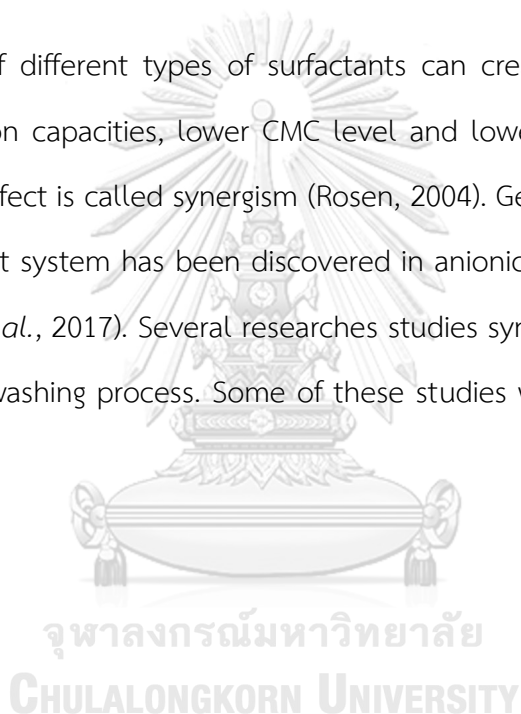 f different types of surfactants can cre
on capacities, lower CMC level and lowe
ffect is called synergism (Rosen, 2004). Ge
t system has been discovered in anionic
al., 2017). Several researches studies syn
washing process. Some of these studies w
จุฬาลงกรณ์มหาวิทยาลัย
CHULALONGKORN UNIVERSITY